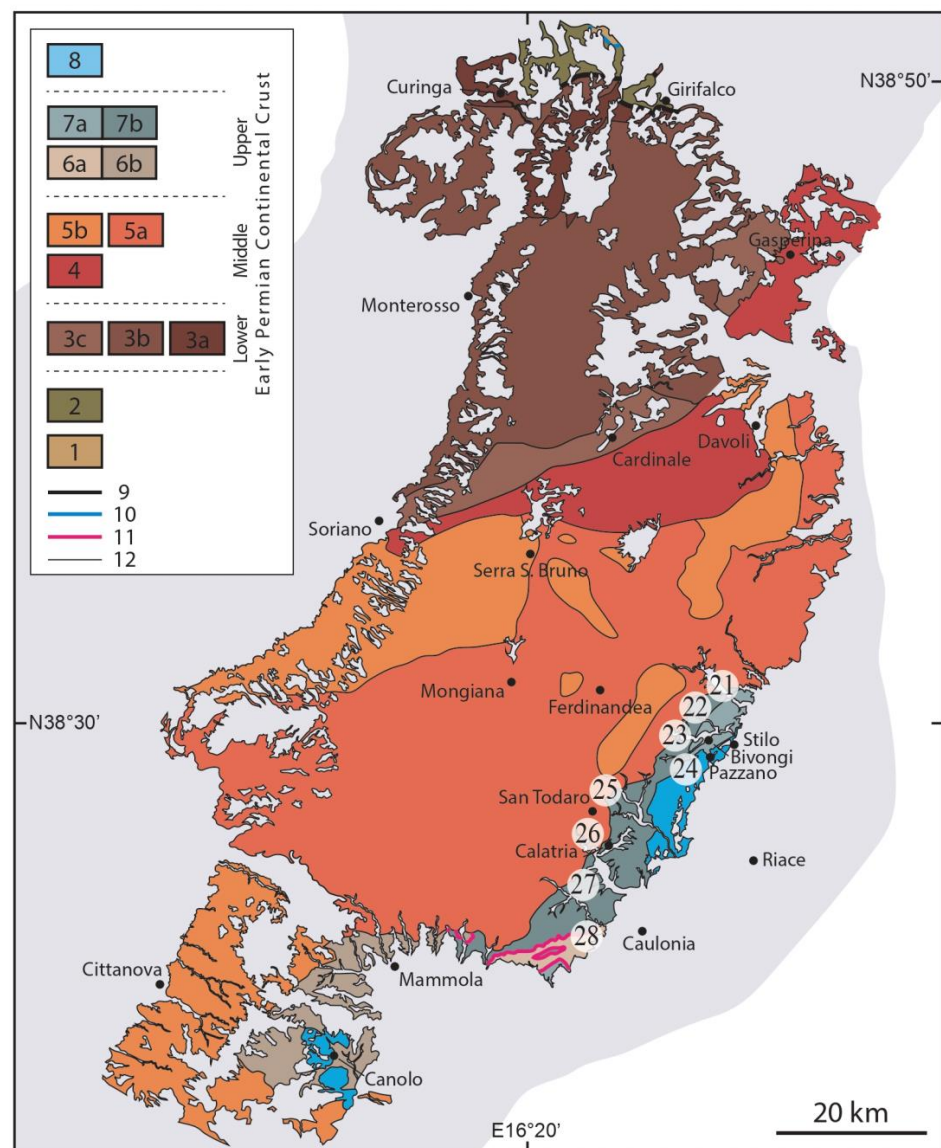 8
7a 7b
6a 6b
Upper
5b 5a
4
Middle
3c 3b 3a
Lower
Early Permian Continental Crust
2
1
9
10
11
12
Curinga
Girifalco
N38°50'
Gasperina
Monterosso
Davoli
Cardinale
Soriano
Serra S. Bruno
Mongiana
Ferdinandea
21
22
N38°30'
23
Stilo
Bivongi
24
Pazzano
25
San Todaro
26
Calatria
Riace
27
28
Caulonia
Cittanova
Mammola
Canolo
20 km
E16°20'